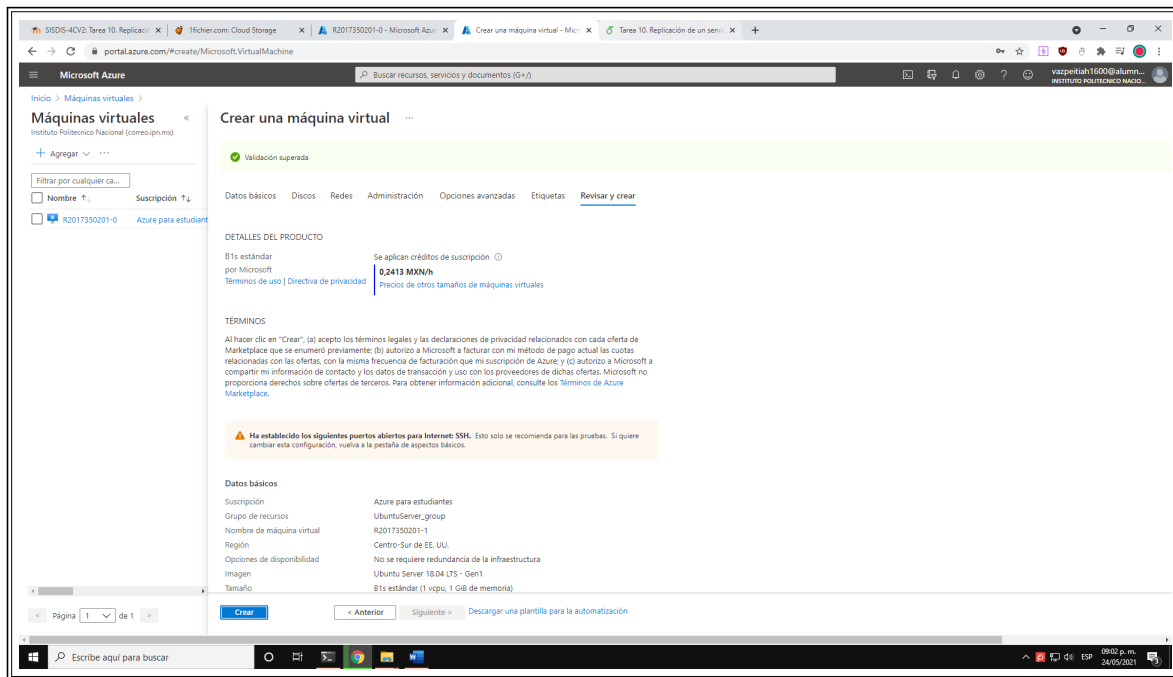 SISDIS-4CV2: Tarea 10. Replicació
1fichier.com: Cloud Storage
R2017350201-0 - Microsoft Azure
Crear una máquina virtual - Micr
Tarea 10. Replicación de un servi
portal.azure.com/#create/Microsoft.VirtualMachine
Microsoft Azure
Buscar recursos, servicios y documentos (G+/)
vazpeitiah1600@alumn...
INSTITUTO POLITECNICO NACIO...
Inicio > Máquinas virtuales >
Máquinas virtuales «
Instituto Politecnico Nacional (correo.ipn.mx)
+ Agregar ...
Filtrar por cualquier ca...
Nombre ↑↓ Suscripción ↑↓
R2017350201-0 Azure para estudiant
Crear una máquina virtual ...
Validación superada
Datos básicos Discos Redes Administración Opciones avanzadas Etiquetas Revisar y crear
DETALLES DEL PRODUCTO
B1s estándar
por Microsoft
Términos de uso | Directiva de privacidad
Se aplican créditos de suscripción
0,2413 MXN/h
Precios de otros tamaños de máquinas virtuales
TÉRMINOS
Al hacer clic en "Crear", (a) acepto los términos legales y las declaraciones de privacidad relacionados con cada oferta de
Marketplace que se enumeró previamente; (b) autorizo a Microsoft a facturar con mi método de pago actual las cuotas
relacionadas con las ofertas, con la misma frecuencia de facturación que mi suscripción de Azure; y (c) autorizo a Microsoft a
compartir mi información de contacto y los datos de transacción y uso con los proveedores de dichas ofertas. Microsoft no
proporciona derechos sobre ofertas de terceros. Para obtener información adicional, consulte los Términos de Azure
Marketplace.
Ha establecido los siguientes puertos abiertos para Internet: SSH. Esto solo se recomienda para las pruebas. Si quiere
cambiar esta configuración, vuelva a la pestaña de aspectos básicos.
Datos básicos
Suscripción Azure para estudiantes
Grupo de recursos UbuntuServer_group
Nombre de máquina virtual R2017350201-1
Región Centro-Sur de EE. UU.
Opciones de disponibilidad No se requiere redundancia de la infraestructura
Imagen Ubuntu Server 18.04 LTS - Gen1
Tamaño B1s estándar (1 vcpu, 1 GiB de memoria)
< Página 1 de 1 >
Crear < Anterior Siguiente > Descargar una plantilla para la automatización
Escribe aquí para buscar
ESP
09:02 p. m.
24/05/2021
3